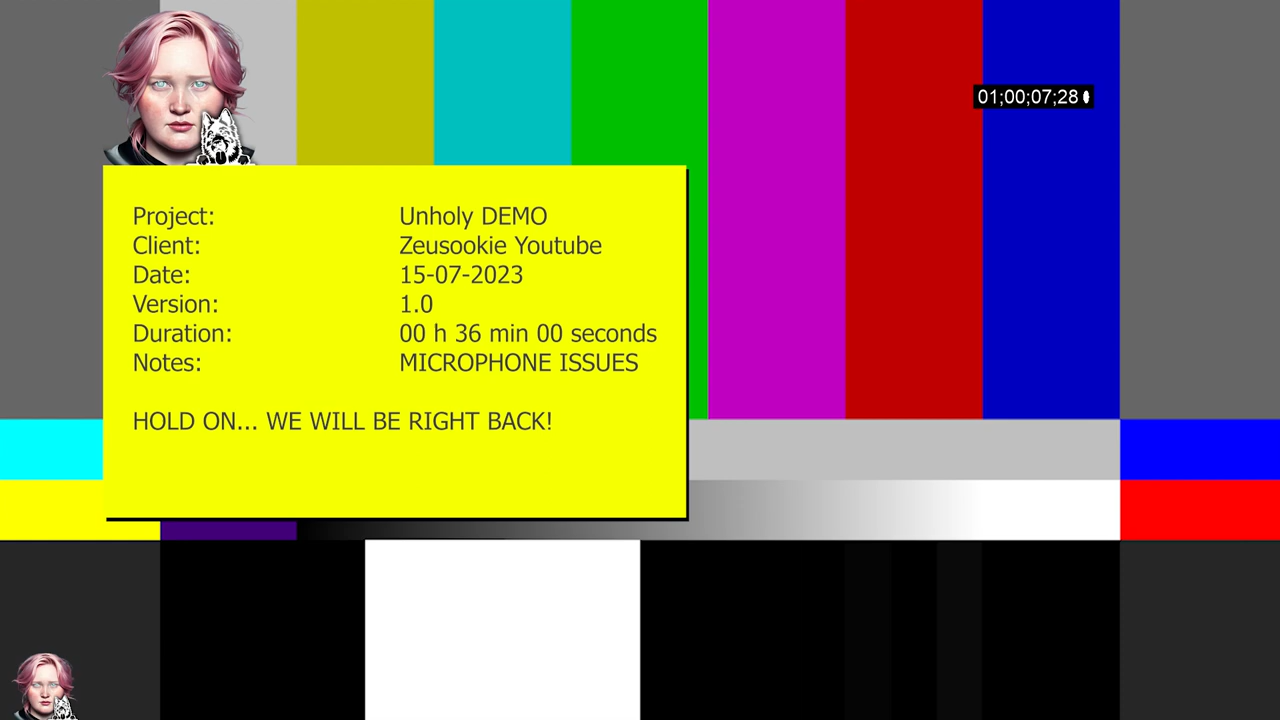 01;00;07;28
Project: Unholy DEMO
Client: Zeusookie Youtube
Date: 15-07-2023
Version: 1.0
Duration: 00 h 36 min 00 seconds
Notes: MICROPHONE ISSUES
HOLD ON... WE WILL BE RIGHT BACK!